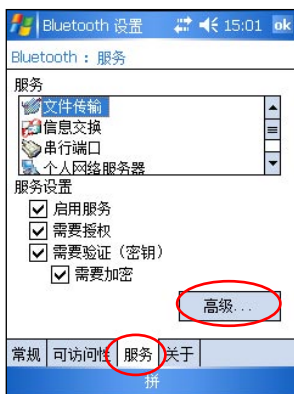 Bluetooth 设置 15:01 ok
Bluetooth : 服务
服务
文件传输
信息交换
串行端口
个人网络服务器
服务设置
启用服务
需要授权
需要验证（密钥）
需要加密
高级...
常规 可访问性 服务 关于
拼